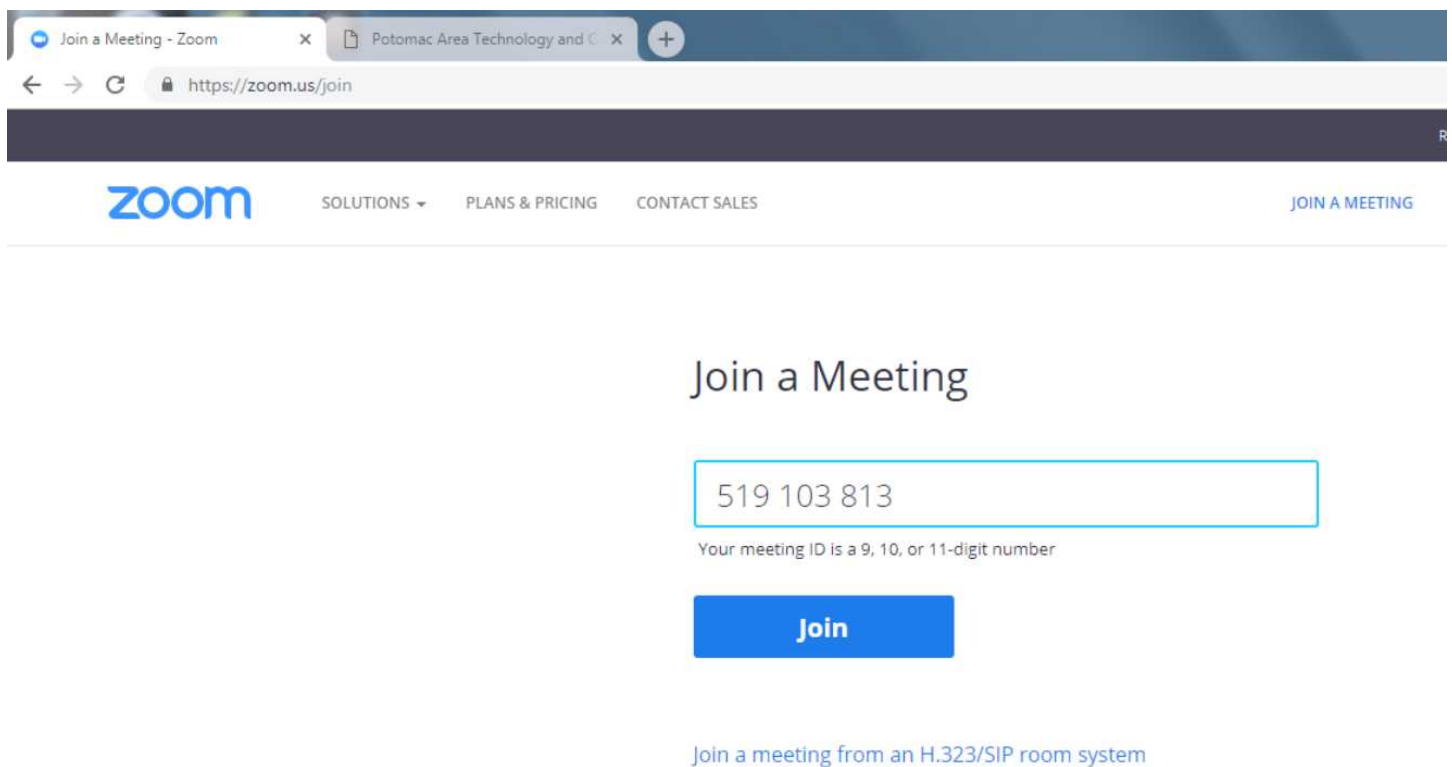 Join a Meeting - Zoom Potomac Area Technology and C
https://zoom.us/join
R
zoom SOLUTIONS PLANS & PRICING CONTACT SALES JOIN A MEETING
Join a Meeting
519 103 813
Your meeting ID is a 9, 10, or 11-digit number
Join
Join a meeting from an H.323/SIP room system